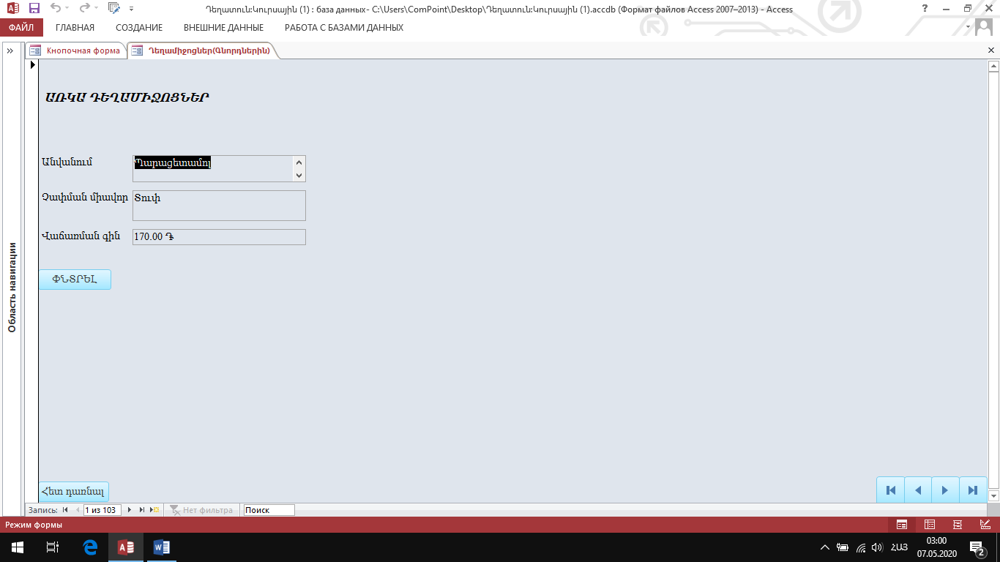 Դեղատուն:Կուրսային (1) : база данных- C:\Users\ComPoint\Desktop\Դեղատուն:Կուրսային (1).accdb (Формат файлов Access 2007–2013) - Access
ФАЙЛ ГЛАВНАЯ СОЗДАНИЕ ВНЕШНИЕ ДАННЫЕ РАБОТА С БАЗАМИ ДАННЫХ
Кнопочная форма Դեղամիջոցներ(Գնորդներին)
Область навигации
ԱՌԿԱ ԴԵՂԱՄԻՋՈՑՆԵՐ
Անվանում Պարացետամոլ
Չափման միավոր Տուփ
Վաճառման գին 170.00 ֏
ՓՆՏՐԵԼ
Հետ դառնալ
Запись: 1 из 103 Нет фильтра Поиск
Режим формы
ՀԱՅ 03:00
07.05.2020 2